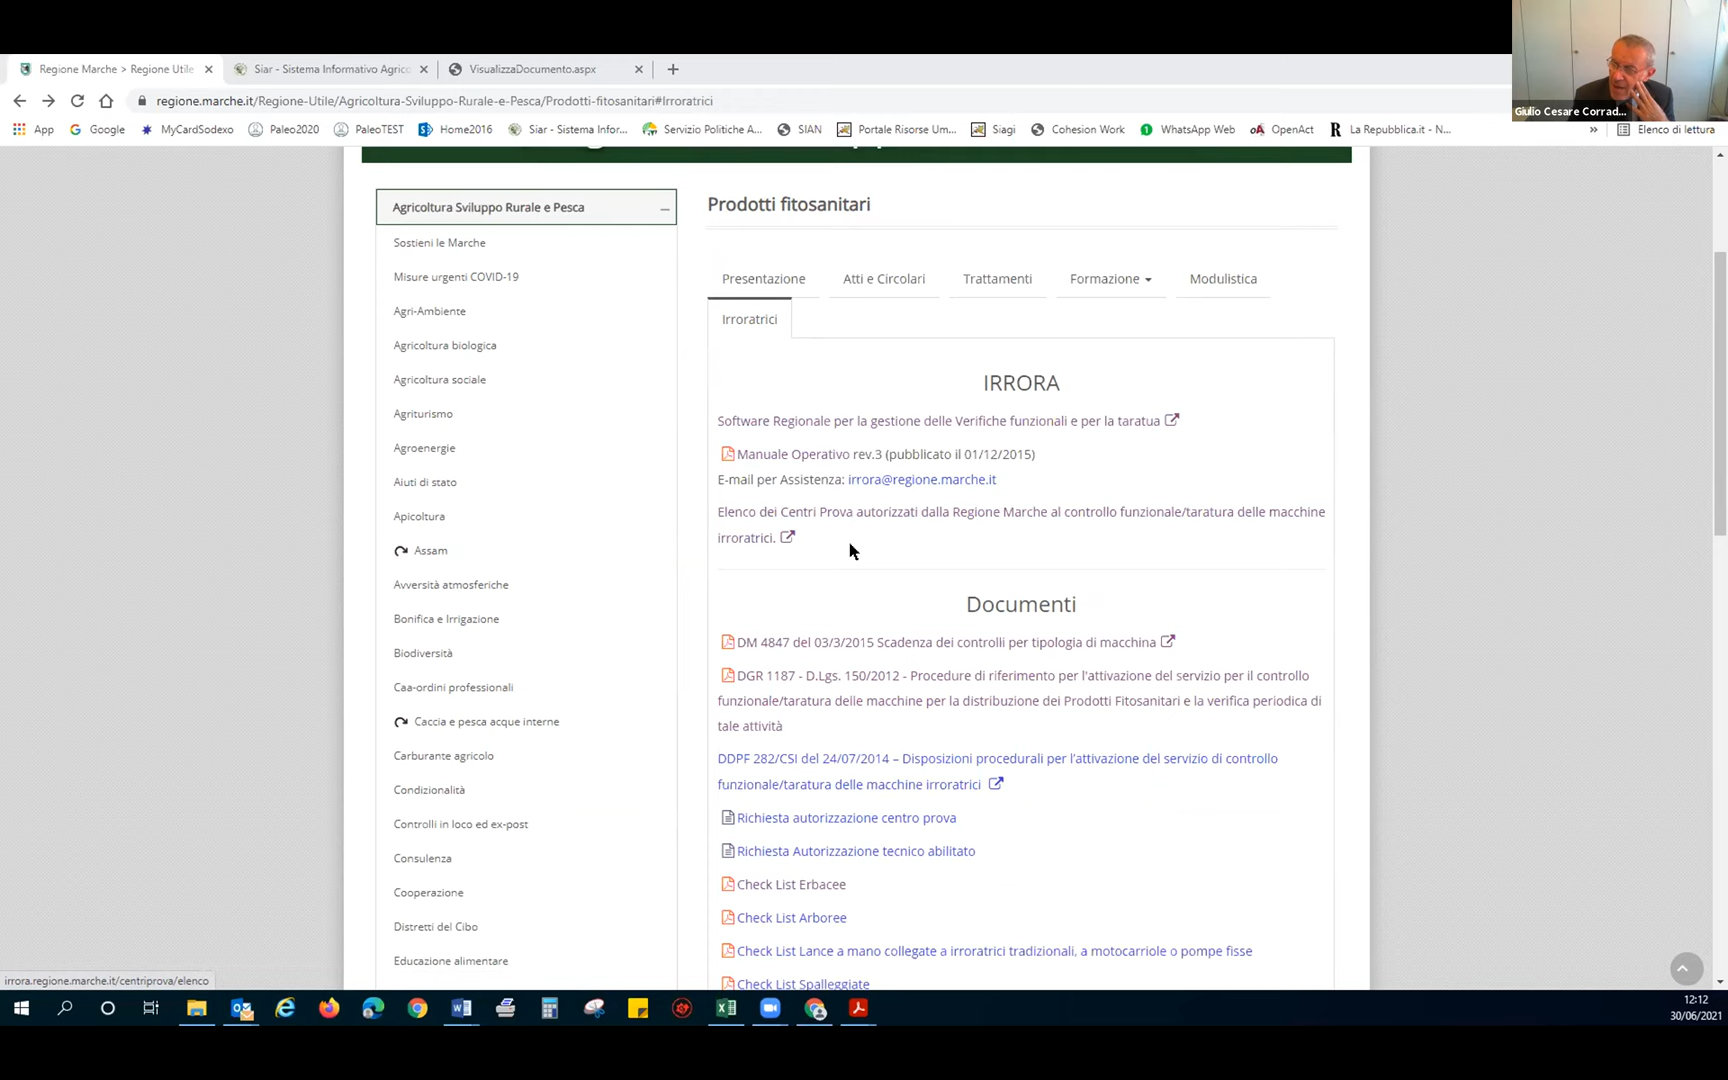 Giulio Cesare Corrad...
Regione Marche > Regione Utile
Siar - Sistema Informativo Agrico
VisualizzaDocumento.aspx
regione.marche.it/Regione-Utile/Agricoltura-Sviluppo-Rurale-e-Pesca/Prodotti-fitosanitari#Irroratrici
App Google MyCardSodexo Paleo2020 PaleoTEST Home2016 Siar - Sistema Infor... Servizio Politiche A... SIAN Portale Risorse Um... Siagi Cohesion Work WhatsApp Web OpenAct La Repubblica.it - N... » Elenco di lettura
Agricoltura Sviluppo Rurale e Pesca
Sostieni le Marche
Misure urgenti COVID-19
Agri-Ambiente
Agricoltura biologica
Agricoltura sociale
Agriturismo
Agroenergie
Aiuti di stato
Apicoltura
Assam
Avversità atmosferiche
Bonifica e Irrigazione
Biodiversità
Caa-ordini professionali
Caccia e pesca acque interne
Carburante agricolo
Condizionalità
Controlli in loco ed ex-post
Consulenza
Cooperazione
Distretti del Cibo
Educazione alimentare
Prodotti fitosanitari
Presentazione Atti e Circolari Trattamenti Formazione Modulistica
Irroratrici
IRRORA
Software Regionale per la gestione delle Verifiche funzionali e per la taratua
Manuale Operativo rev.3 (pubblicato il 01/12/2015)
E-mail per Assistenza: irrora@regione.marche.it
Elenco dei Centri Prova autorizzati dalla Regione Marche al controllo funzionale/taratura delle macchine
irroratrici.
Documenti
DM 4847 del 03/3/2015 Scadenza dei controlli per tipologia di macchina
DGR 1187 - D.Lgs. 150/2012 - Procedure di riferimento per l'attivazione del servizio per il controllo
funzionale/taratura delle macchine per la distribuzione dei Prodotti Fitosanitari e la verifica periodica di
tale attività
DDPF 282/CSI del 24/07/2014 – Disposizioni procedurali per l'attivazione del servizio di controllo
funzionale/taratura delle macchine irroratrici
Richiesta autorizzazione centro prova
Richiesta Autorizzazione tecnico abilitato
Check List Erbacee
Check List Arboree
Check List Lance a mano collegate a irroratrici tradizionali, a motocarriole o pompe fisse
Check List Spalleggiate
irrora.regione.marche.it/centriprova/elenco
12:12
30/06/2021